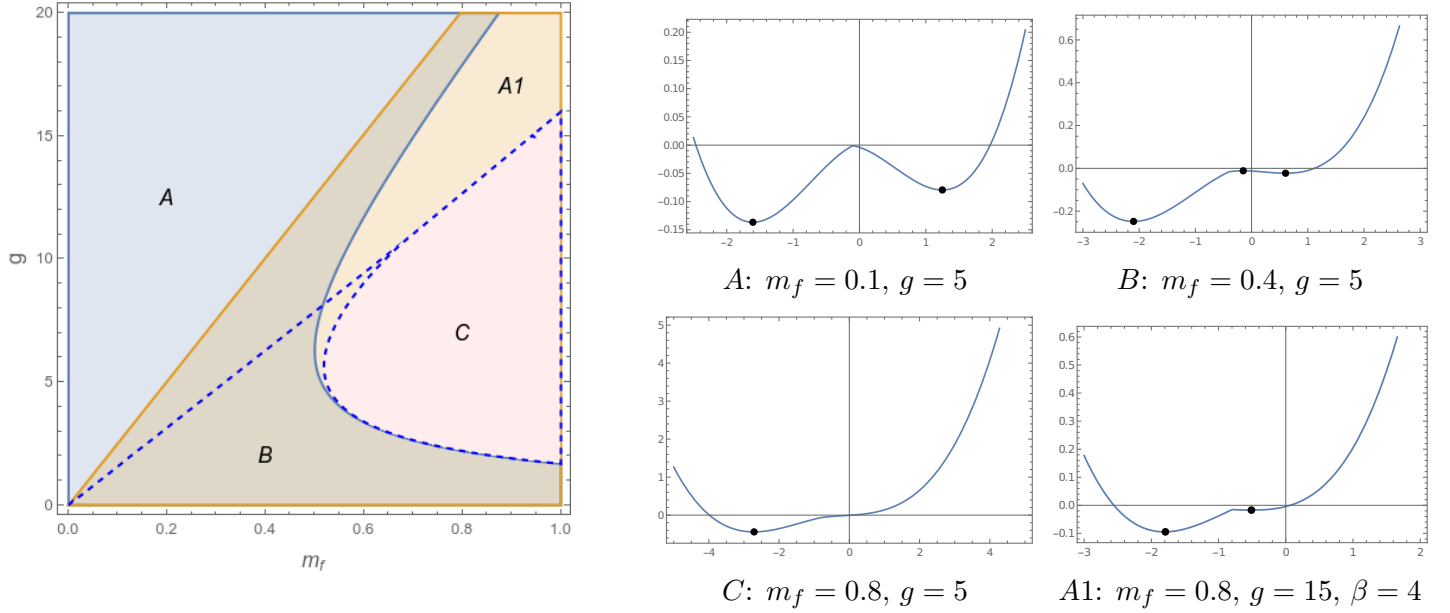 20
15
10
5
0
g
A
A1
C
B
0.0 0.2 0.4 0.6 0.8 1.0
m_f
0.20
0.15
0.10
0.05
0.00
-0.05
-0.10
-0.15
−2 −1 0 1 2
A: m_f = 0.1, g = 5
0.6
0.4
0.2
0.0
-0.2
−3 −2 −1 0 1 2 3
B: m_f = 0.4, g = 5
5
4
3
2
1
0
−4 −2 0 2 4
C: m_f = 0.8, g = 5
0.6
0.5
0.4
0.3
0.2
0.1
0.0
-0.1
−3 −2 −1 0 1 2
A1: m_f = 0.8, g = 15, β = 4